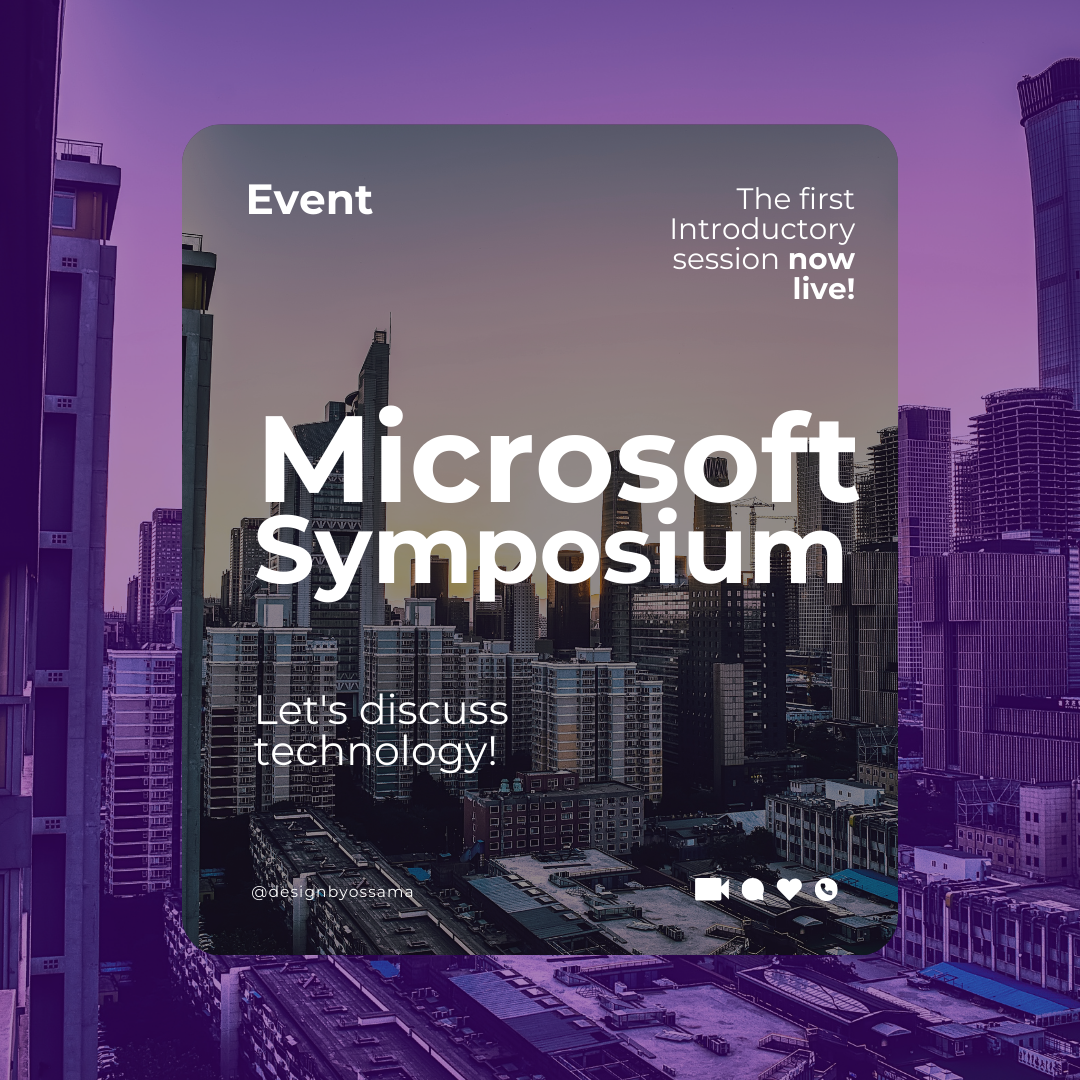 Event
The first
Introductory
session now
live!
Microsoft
Symposium
Let's discuss
technology!
@designbyossama